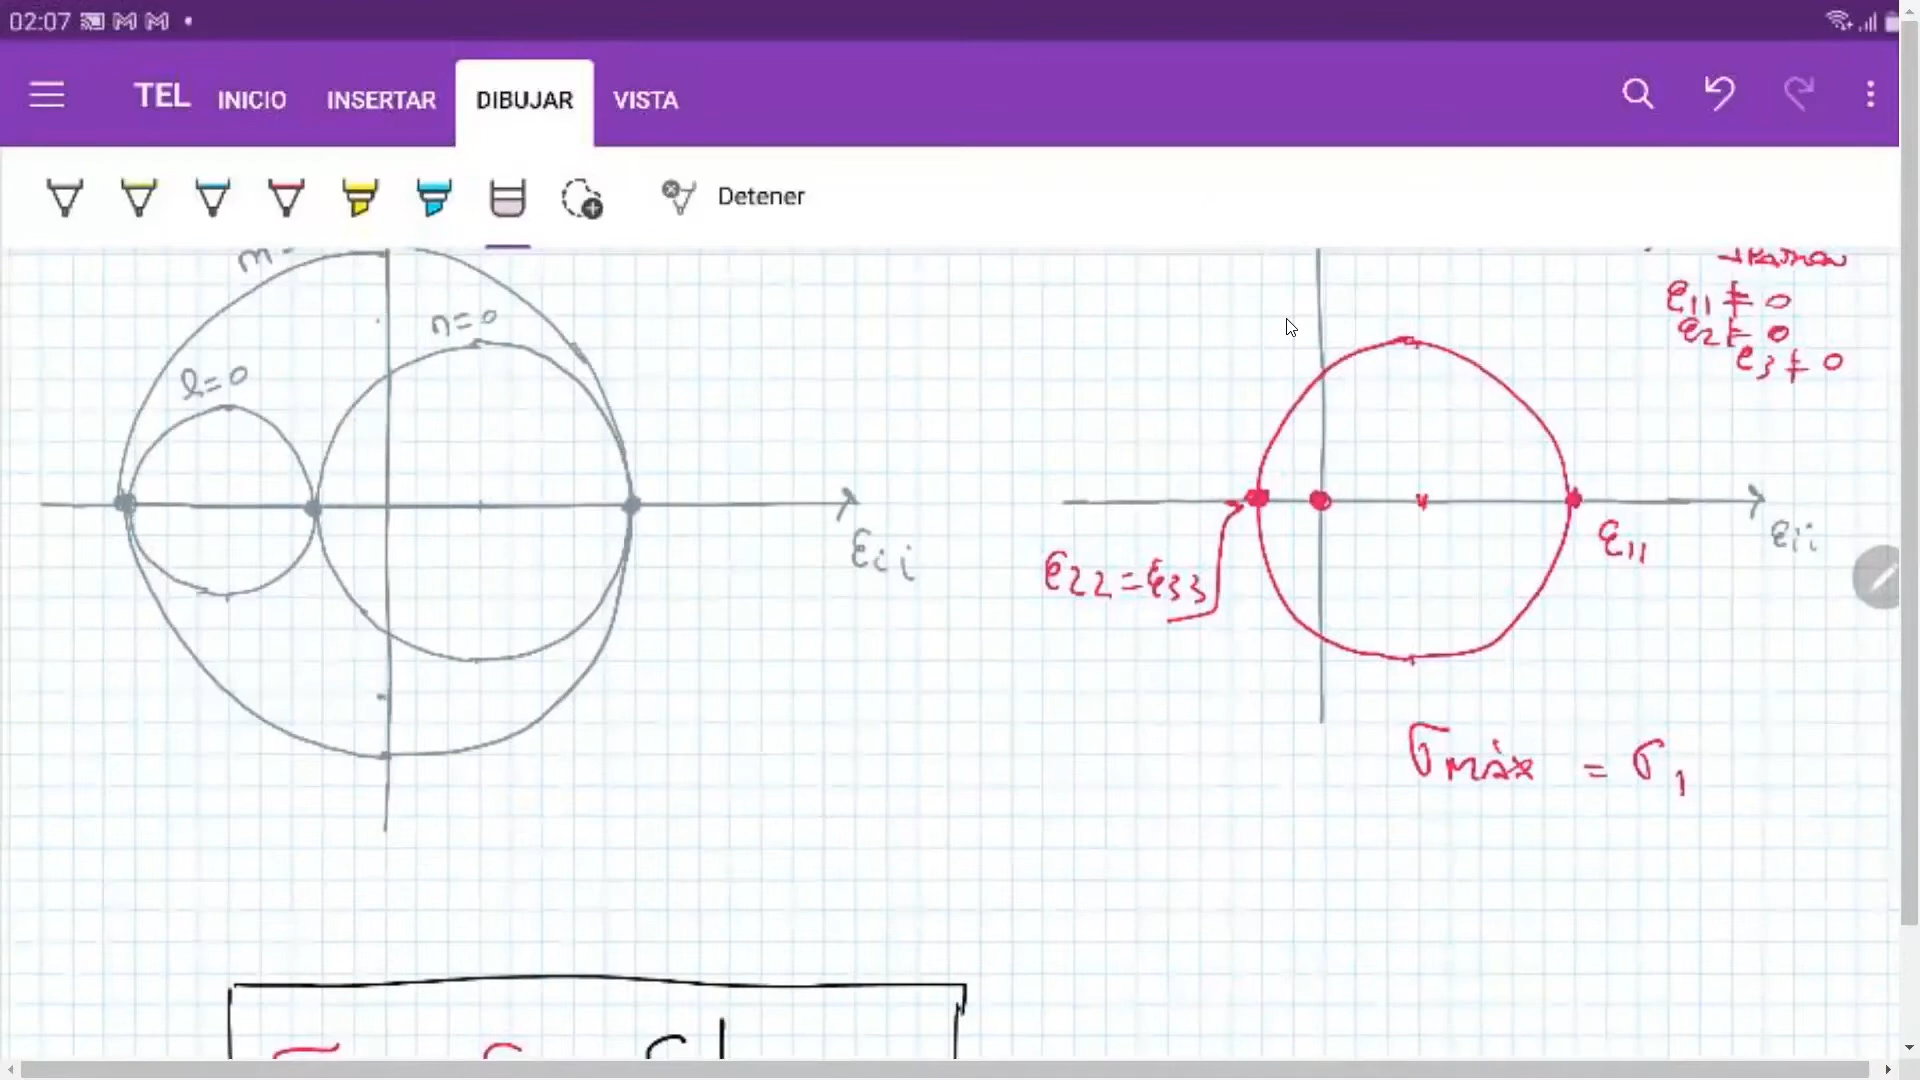 02:07
TEL INICIO INSERTAR DIBUJAR VISTA
Detener
m
n=0
l=0
εii
ε11 ≠ 0
ε2 ≠ 0
ε3 ≠ 0
ε22=ε33
ε11
εii
σmáx = σ1